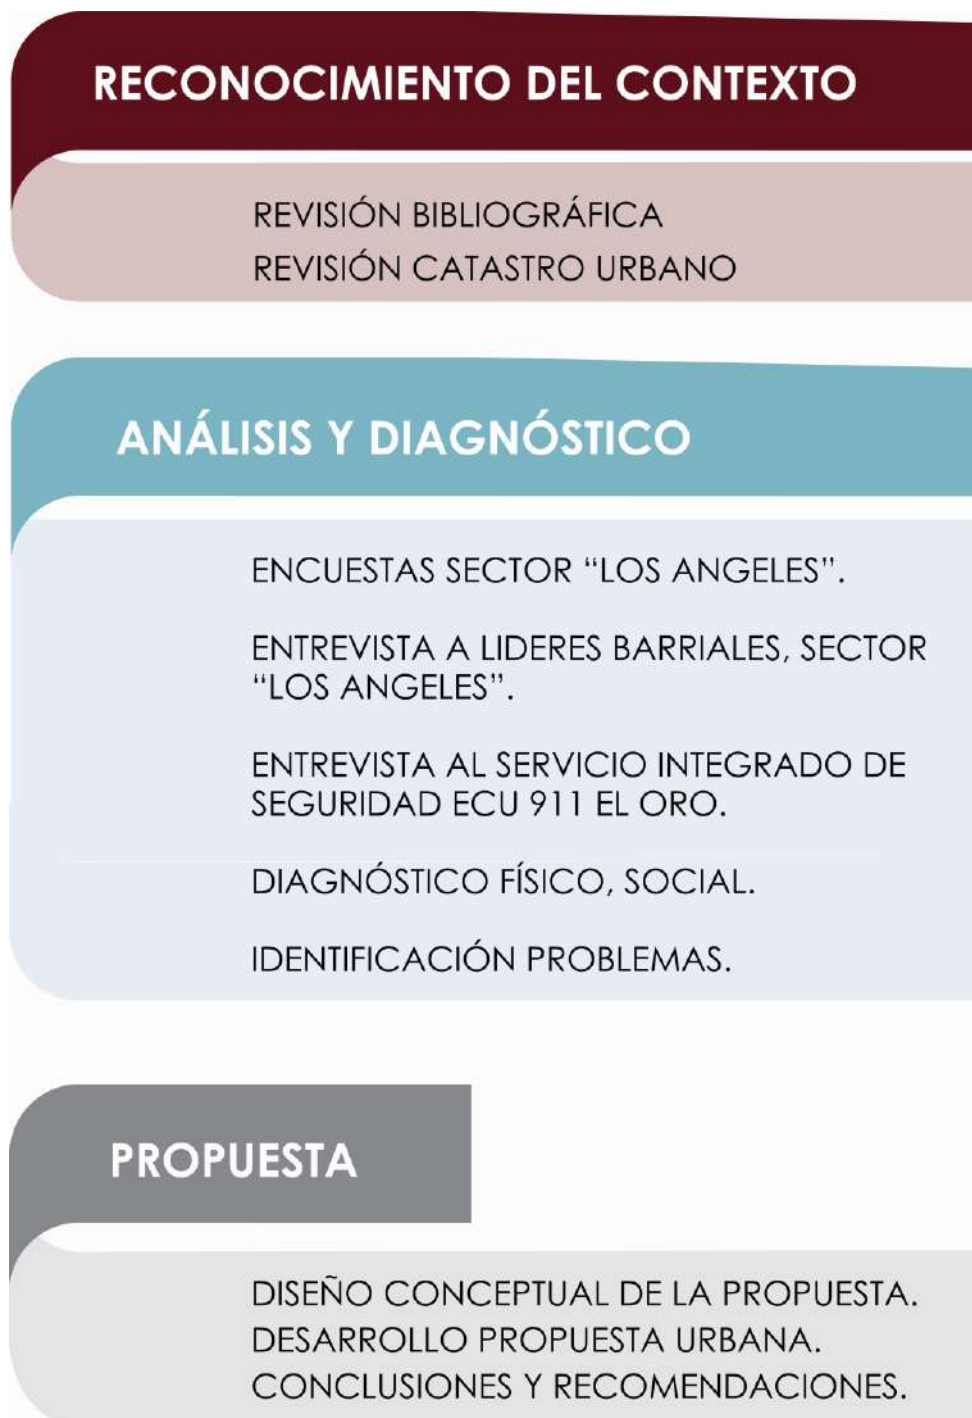 RECONOCIMIENTO DEL CONTEXTO
REVISIÓN BIBLIOGRÁFICA
REVISIÓN CATASTRO URBANO
ANÁLISIS Y DIAGNÓSTICO
ENCUESTAS SECTOR “LOS ANGELES”.
ENTREVISTA A LIDERES BARRIALES, SECTOR
“LOS ANGELES”.
ENTREVISTA AL SERVICIO INTEGRADO DE
SEGURIDAD ECU 911 EL ORO.
DIAGNÓSTICO FÍSICO, SOCIAL.
IDENTIFICACIÓN PROBLEMAS.
PROPUESTA
DISEÑO CONCEPTUAL DE LA PROPUESTA.
DESARROLLO PROPUESTA URBANA.
CONCLUSIONES Y RECOMENDACIONES.